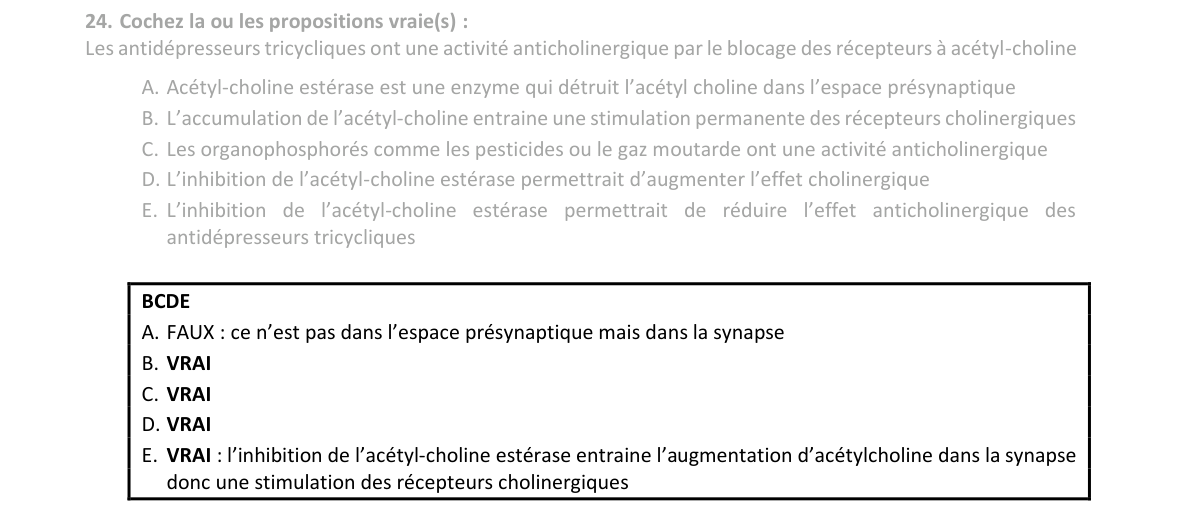 24. Cochez la ou les propositions vraie(s) :
Les antidépresseurs tricycliques ont une activité anticholinergique par le blocage des récepteurs à acétyl-choline
A. Acétyl-choline estérase est une enzyme qui détruit l’acétyl choline dans l’espace présynaptique
B. L’accumulation de l’acétyl-choline entraine une stimulation permanente des récepteurs cholinergiques
C. Les organophosphorés comme les pesticides ou le gaz moutarde ont une activité anticholinergique
D. L’inhibition de l’acétyl-choline estérase permettrait d’augmenter l’effet cholinergique
E. L’inhibition de l’acétyl-choline estérase permettrait de réduire l’effet anticholinergique des
antidépresseurs tricycliques
BCDE
A. FAUX : ce n’est pas dans l’espace présynaptique mais dans la synapse
B. VRAI
C. VRAI
D. VRAI
E. VRAI : l’inhibition de l’acétyl-choline estérase entraine l’augmentation d’acétylcholine dans la synapse
donc une stimulation des récepteurs cholinergiques